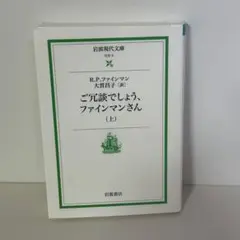 岩波現代文庫
R.P.ファインマン
大貫昌子〈訳〉
ご冗談でしょう、
ファインマンさん
(上)
岩波書店